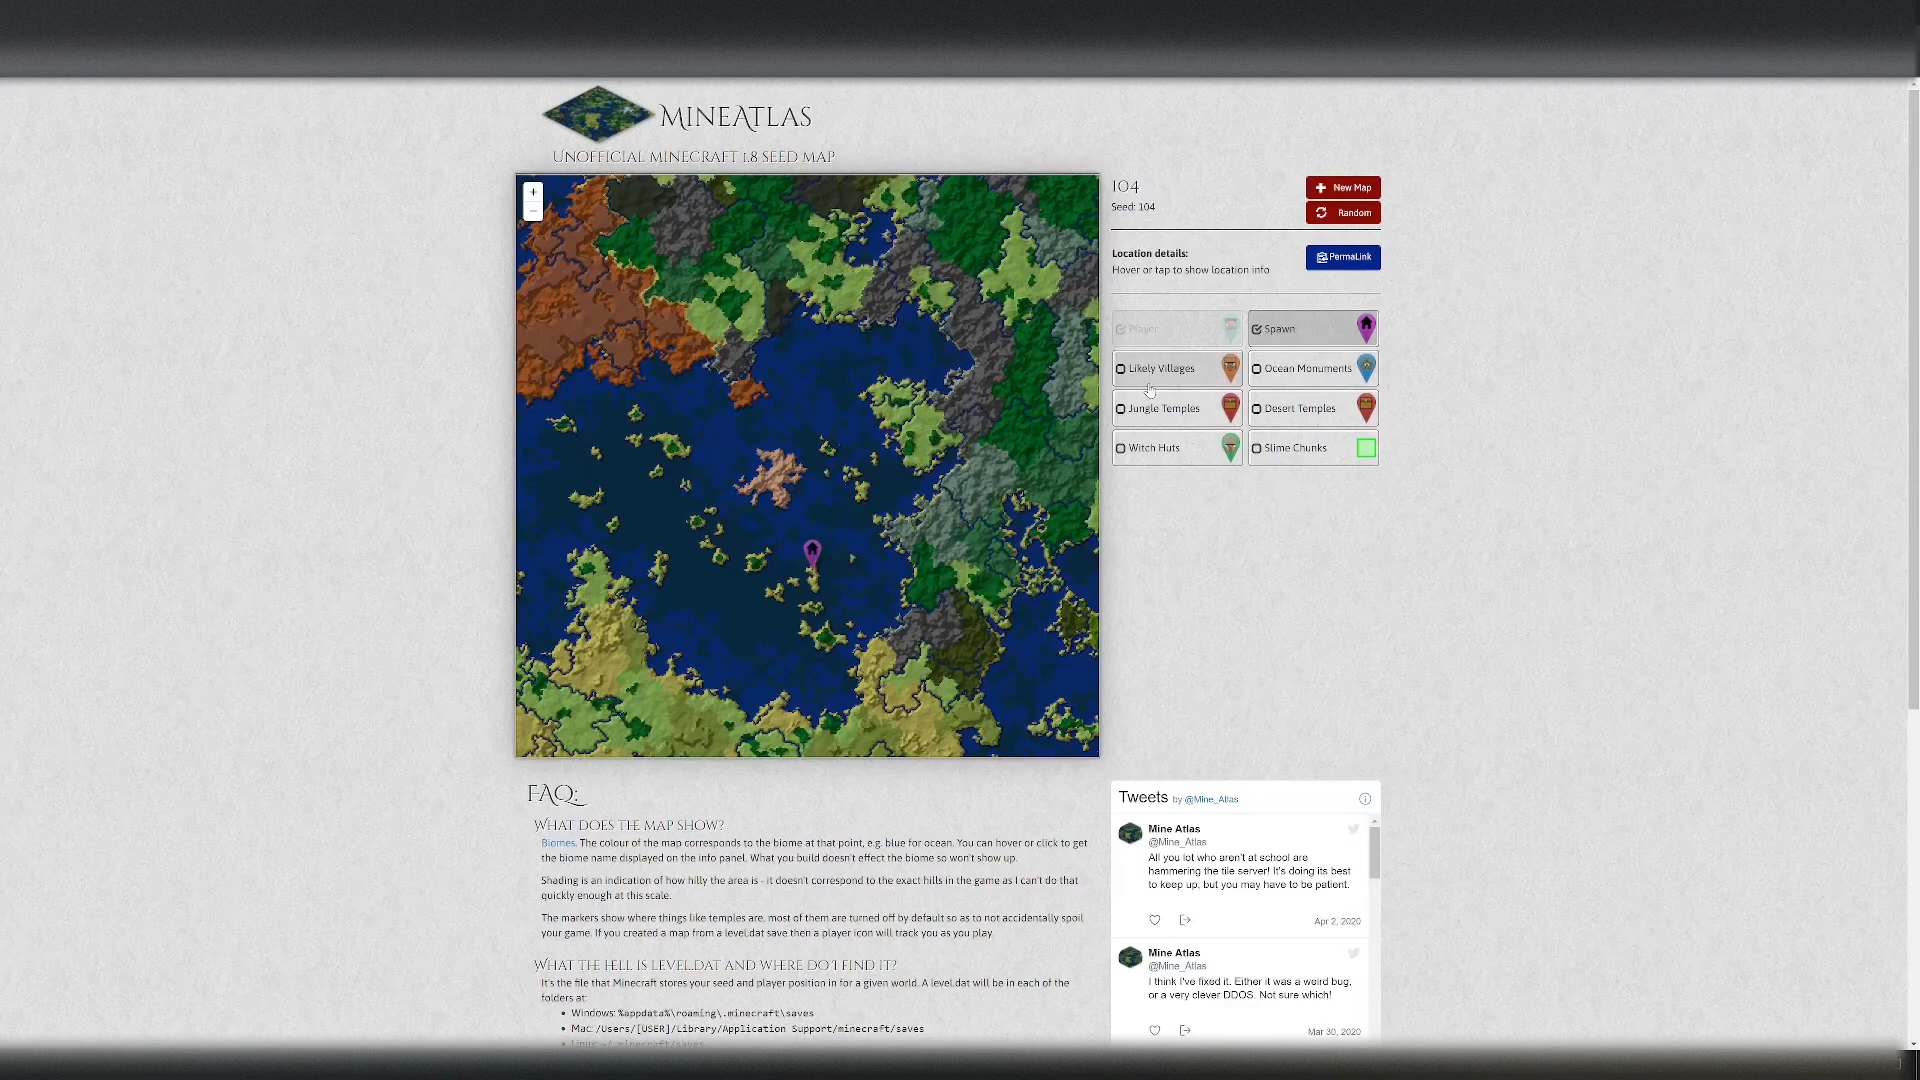 MineAtlas
Unofficial Minecraft 1.8 Seed Map
+
−
104
Seed: 104
New Map
Random
Location details:
Hover or tap to show location info
PermaLink
Player
Spawn
Likely Villages
Ocean Monuments
Jungle Temples
Desert Temples
Witch Huts
Slime Chunks
FAQ:
What does the map show?
Biomes. The colour of the map corresponds to the biome at that point, e.g. blue for ocean. You can hover or click to get
the biome name displayed on the info panel. What you build doesn't effect the biome so won't show up.
Shading is an indication of how hilly the area is - it doesn't correspond to the exact hills in the game as I can't do that
quickly enough at this scale.
The markers show where things like temples are, most of them are turned off by default so as to not accidentally spoil
your game. If you created a map from a level.dat save then a player icon will track you as you play.
What the hell is level.dat and where do I find it?
It's the file that Minecraft stores your seed and player position in for a given world. A level.dat will be in each of the
folders at:
• Windows: %appdata%\roaming\.minecraft\saves
• Mac: /Users/[USER]/Library/Application Support/minecraft/saves
• Linux: ~/.minecraft/saves
Tweets by @Mine_Atlas
Mine Atlas
@Mine_Atlas
All you lot who aren't at school are
hammering the tile server! It's doing its best
to keep up, but you may have to be patient.
Apr 2, 2020
Mine Atlas
@Mine_Atlas
I think I've fixed it. Either it was a weird bug,
or a very clever DDOS. Not sure which!
Mar 30, 2020